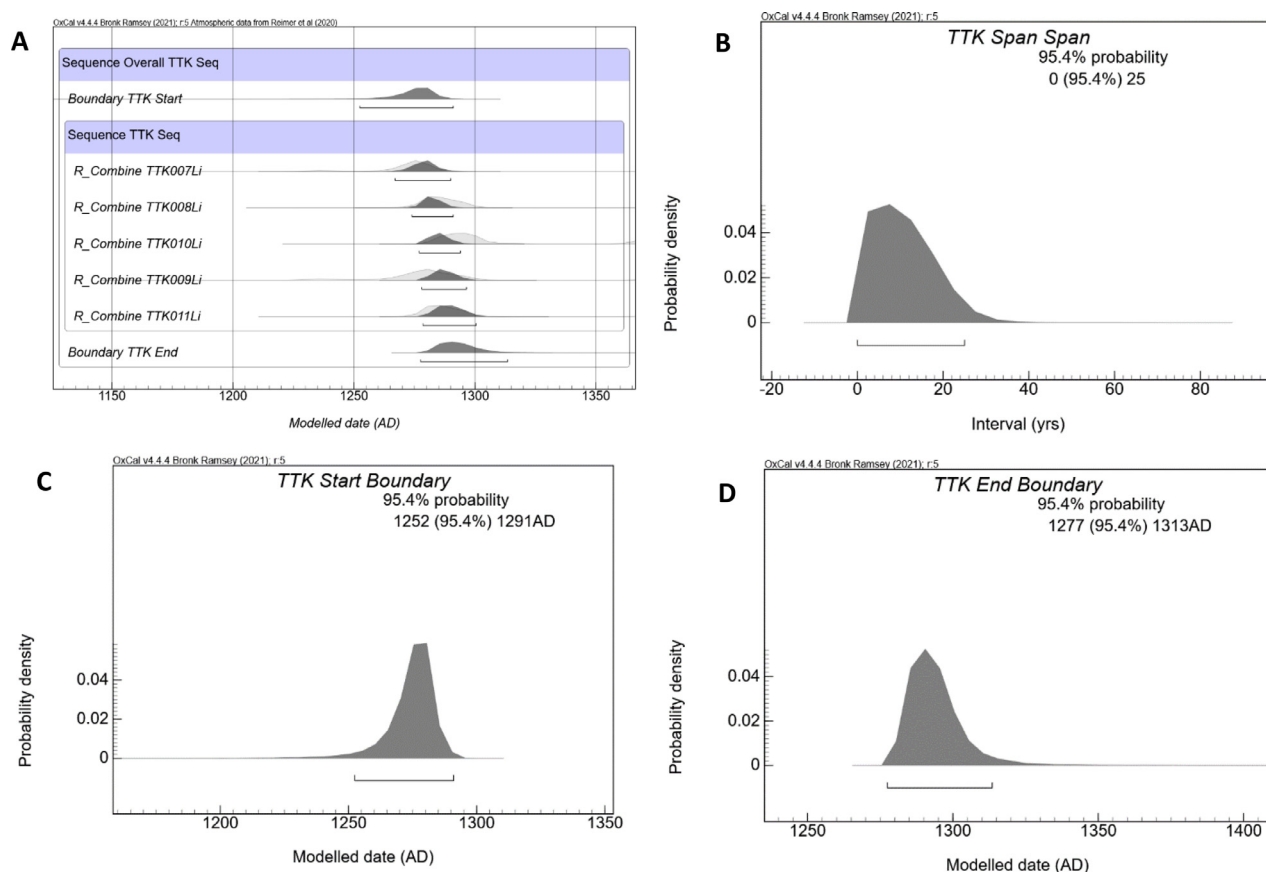 A
OxCal v4.4.4 Bronk Ramsey (2021); r:5 Atmospheric data from Reimer et al (2020)
Sequence Overall TTK Seq
Boundary TTK Start
Sequence TTK Seq
R_Combine TTK007Li
R_Combine TTK008Li
R_Combine TTK010Li
R_Combine TTK009Li
R_Combine TTK011Li
Boundary TTK End
1150 1200 1250 1300 1350
Modelled date (AD)
B
OxCal v4.4.4 Bronk Ramsey (2021); r:5
TTK Span Span
95.4% probability
0 (95.4%) 25
Probability density
0.04
0.02
0
-20 0 20 40 60 80
Interval (yrs)
C
OxCal v4.4.4 Bronk Ramsey (2021); r:5
TTK Start Boundary
95.4% probability
1252 (95.4%) 1291AD
Probability density
0.04
0.02
0
1200 1250 1300 1350
Modelled date (AD)
D
OxCal v4.4.4 Bronk Ramsey (2021); r:5
TTK End Boundary
95.4% probability
1277 (95.4%) 1313AD
Probability density
0.04
0.02
0
1250 1300 1350 1400
Modelled date (AD)